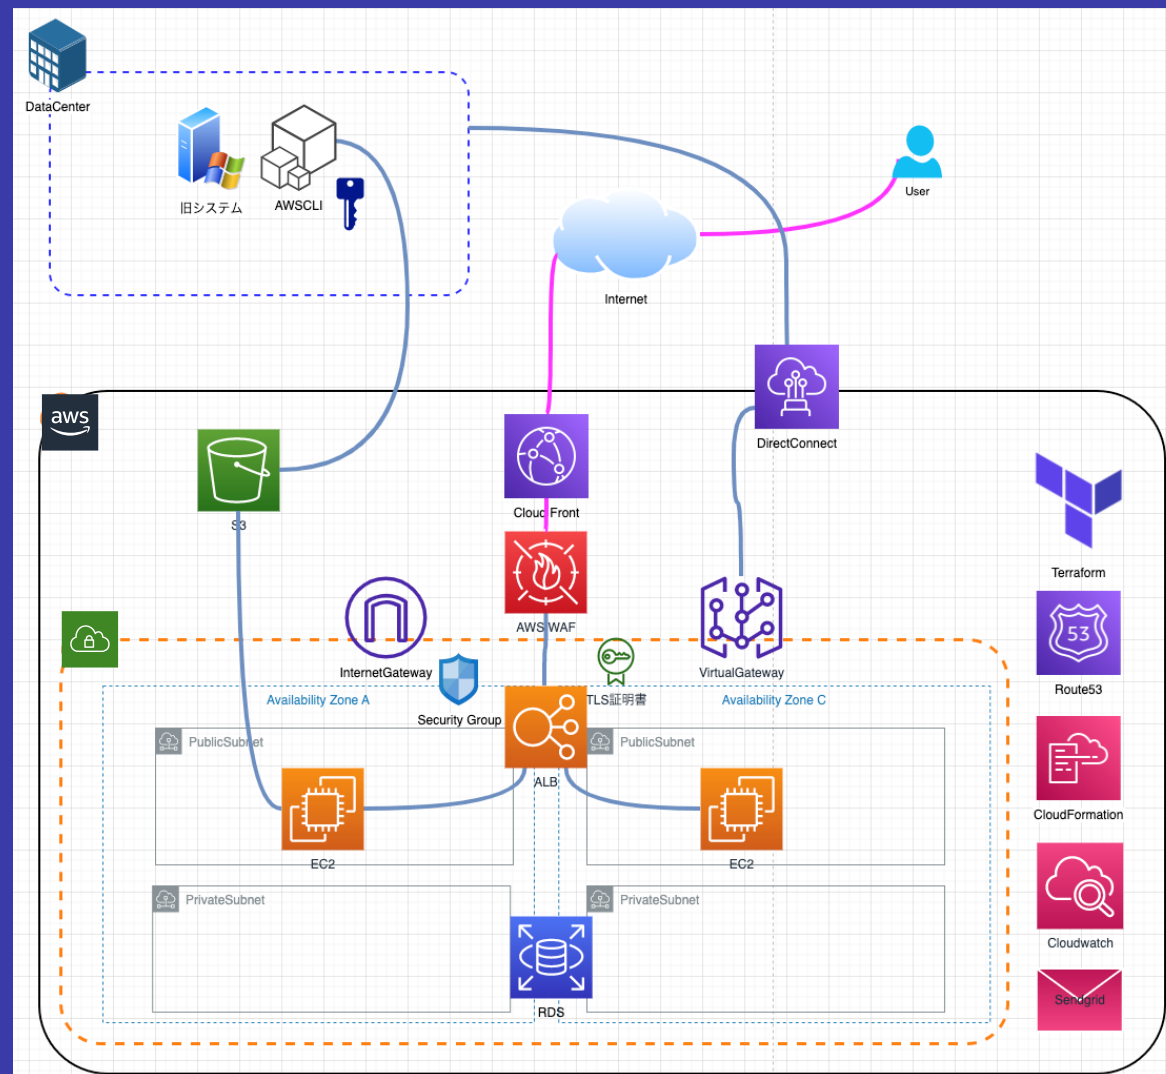 DataCenter
旧システム
AWSCLI
User
Internet
aws
DirectConnect
S3
Cloud Front
Terraform
AWS WAF
53
InternetGateway
VirtualGateway
Route53
Availability Zone A
Security Group
TLS証明書
Availability Zone C
PublicSubnet
PublicSubnet
ALB
CloudFormation
EC2
EC2
PrivateSubnet
PrivateSubnet
Cloudwatch
Sendgrid
RDS